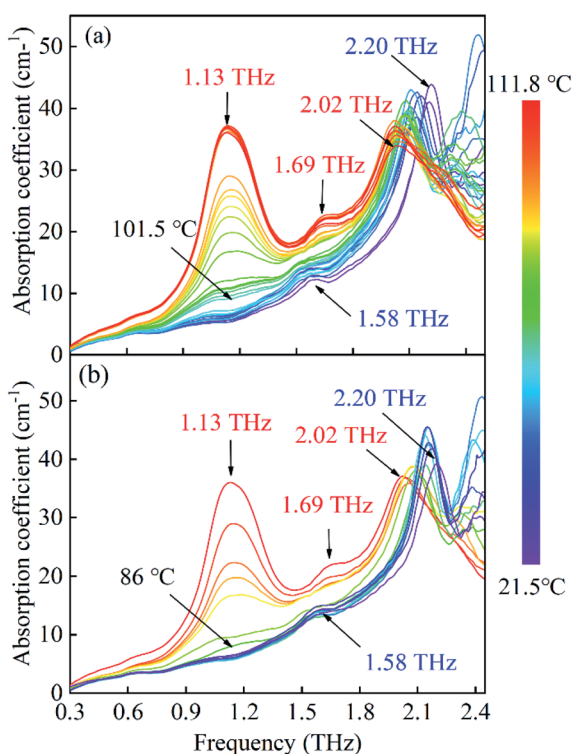 (a)
1.13 THz
2.20 THz
2.02 THz
1.69 THz
101.5 ℃
1.58 THz
Absorption coefficient (cm-1)
50
40
30
20
10
0
111.8 ℃
21.5℃
(b)
1.13 THz
2.20 THz
2.02 THz
1.69 THz
86 ℃
1.58 THz
Absorption coefficient (cm-1)
50
40
30
20
10
0
0.3 0.6 0.9 1.2 1.5 1.8 2.1 2.4
Frequency (THz)